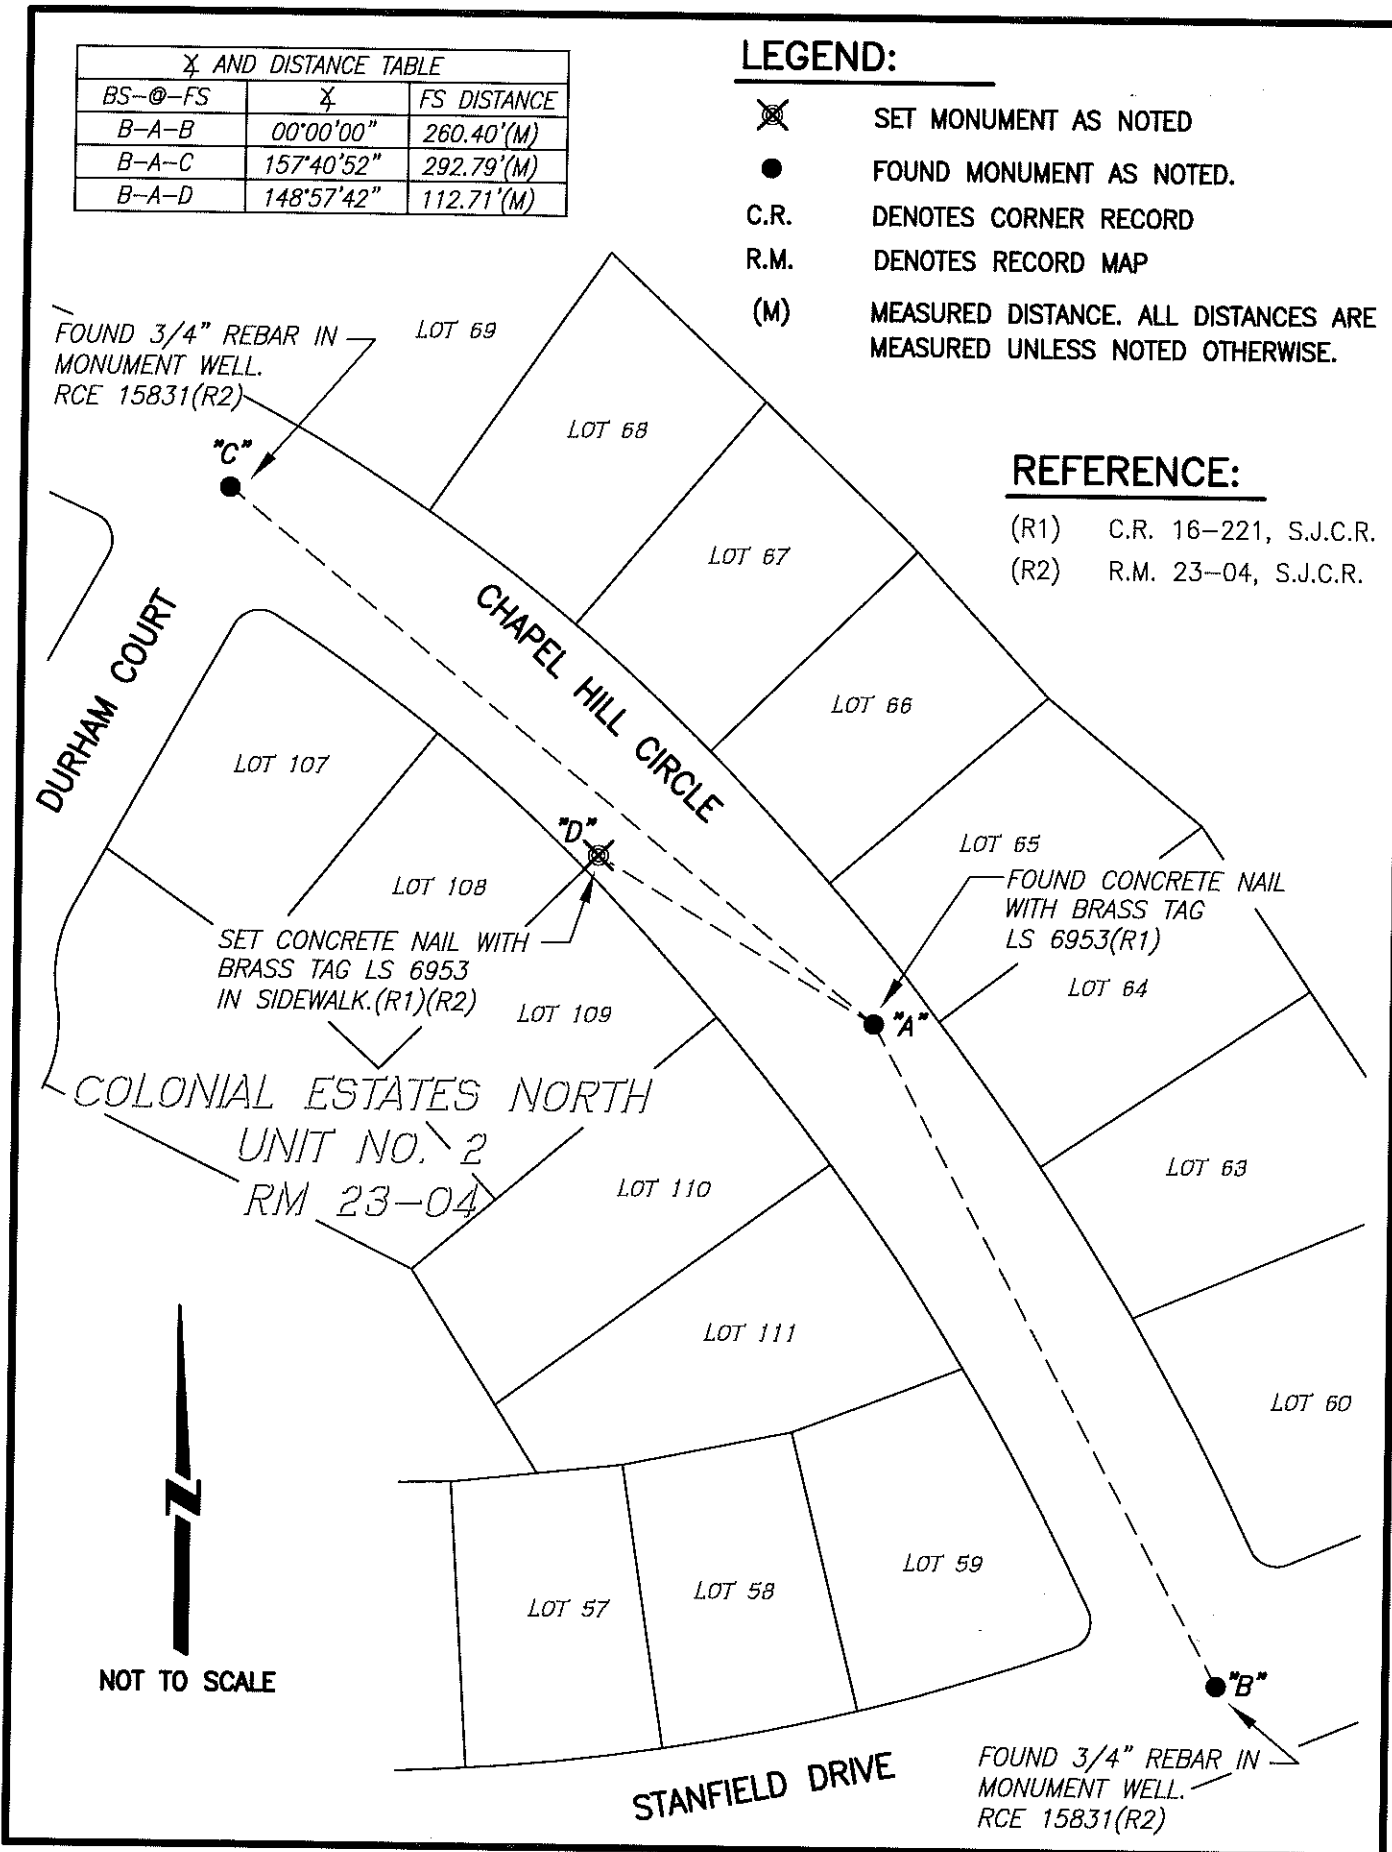 ∡ AND DISTANCE TABLE
BS-@-FS ∡ FS DISTANCE
B-A-B 00°00'00" 260.40'(M)
B-A-C 157°40'52" 292.79'(M)
B-A-D 148°57'42" 112.71'(M)
LEGEND:
SET MONUMENT AS NOTED
FOUND MONUMENT AS NOTED.
C.R. DENOTES CORNER RECORD
R.M. DENOTES RECORD MAP
(M) MEASURED DISTANCE. ALL DISTANCES ARE
MEASURED UNLESS NOTED OTHERWISE.
REFERENCE:
(R1) C.R. 16-221, S.J.C.R.
(R2) R.M. 23-04, S.J.C.R.
FOUND 3/4" REBAR IN
MONUMENT WELL.
RCE 15831(R2)
"C"
LOT 69
LOT 68
LOT 67
LOT 66
LOT 65
CHAPEL HILL CIRCLE
DURHAM COURT
LOT 107
"D"
LOT 108
FOUND CONCRETE NAIL
WITH BRASS TAG
LS 6953(R1)
SET CONCRETE NAIL WITH
BRASS TAG LS 6953
IN SIDEWALK.(R1)(R2)
LOT 64
LOT 109
"A"
COLONIAL ESTATES NORTH
UNIT NO. 2
RM 23-04
LOT 63
LOT 110
LOT 111
LOT 60
LOT 59
LOT 58
LOT 57
N
NOT TO SCALE
"B"
STANFIELD DRIVE
FOUND 3/4" REBAR IN
MONUMENT WELL.
RCE 15831(R2)